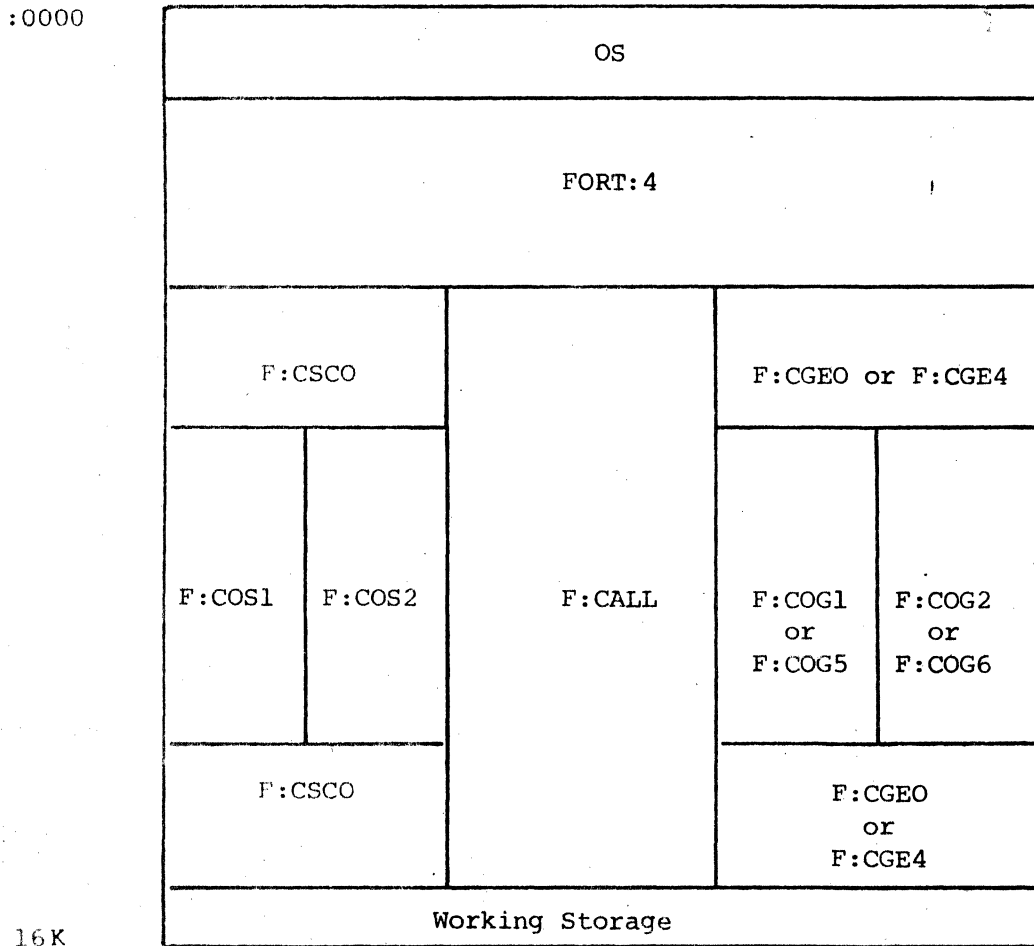 :0000
OS
FORT:4
F:CSCO
F:CGEO or F:CGE4
F:COS1
F:COS2
F:CALL
F:COG1
or
F:COG5
F:COG2
or
F:COG6
F:CSCO
F:CGEO
or
F:CGE4
Working Storage
16K